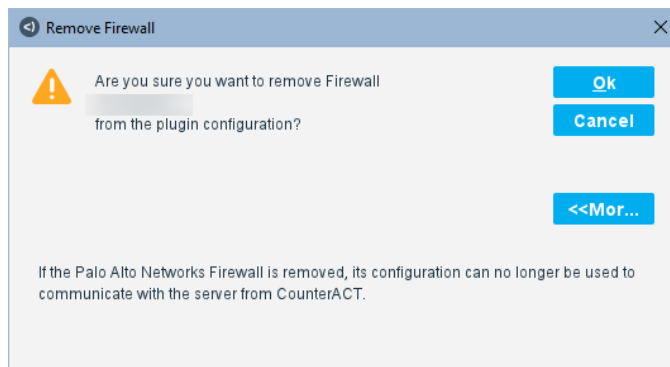 Remove Firewall
Are you sure you want to remove Firewall
from the plugin configuration?
Ok
Cancel
<<Mor...
If the Palo Alto Networks Firewall is removed, its configuration can no longer be used to
communicate with the server from CounterACT.